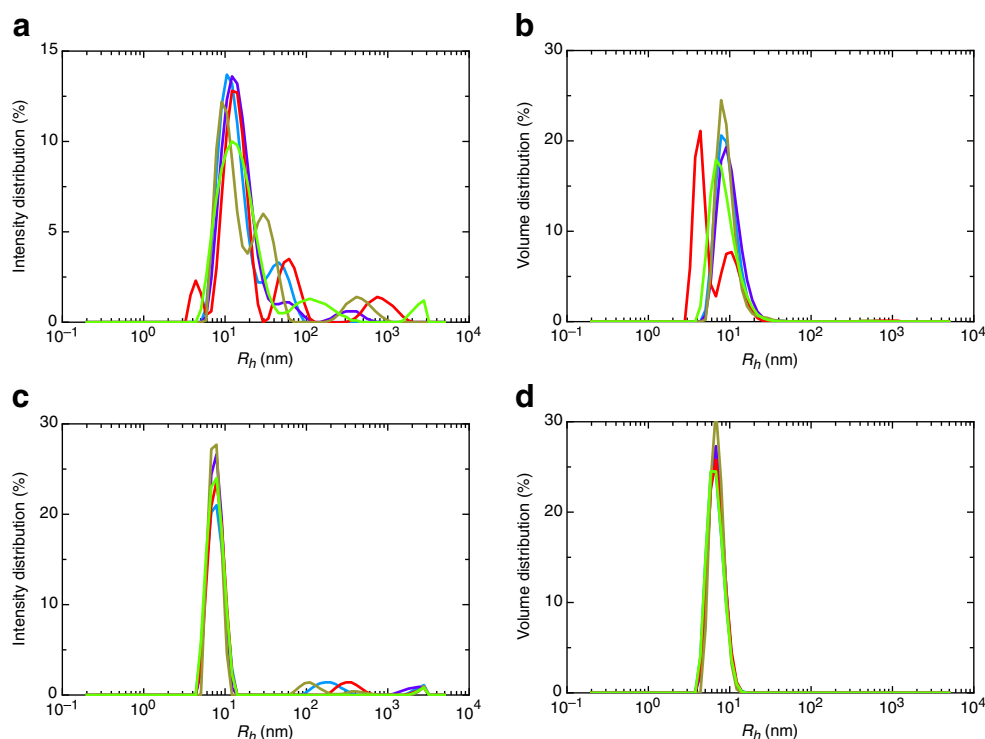 a
Intensity distribution (%)
15
10
5
0
10⁻¹ 10⁰ 10¹ 10² 10³ 10⁴
Rₕ (nm)
b
Volume distribution (%)
30
20
10
0
10⁻¹ 10⁰ 10¹ 10² 10³ 10⁴
Rₕ (nm)
c
Intensity distribution (%)
30
20
10
0
10⁻¹ 10⁰ 10¹ 10² 10³ 10⁴
Rₕ (nm)
d
Volume distribution (%)
30
20
10
0
10⁻¹ 10⁰ 10¹ 10² 10³ 10⁴
Rₕ (nm)